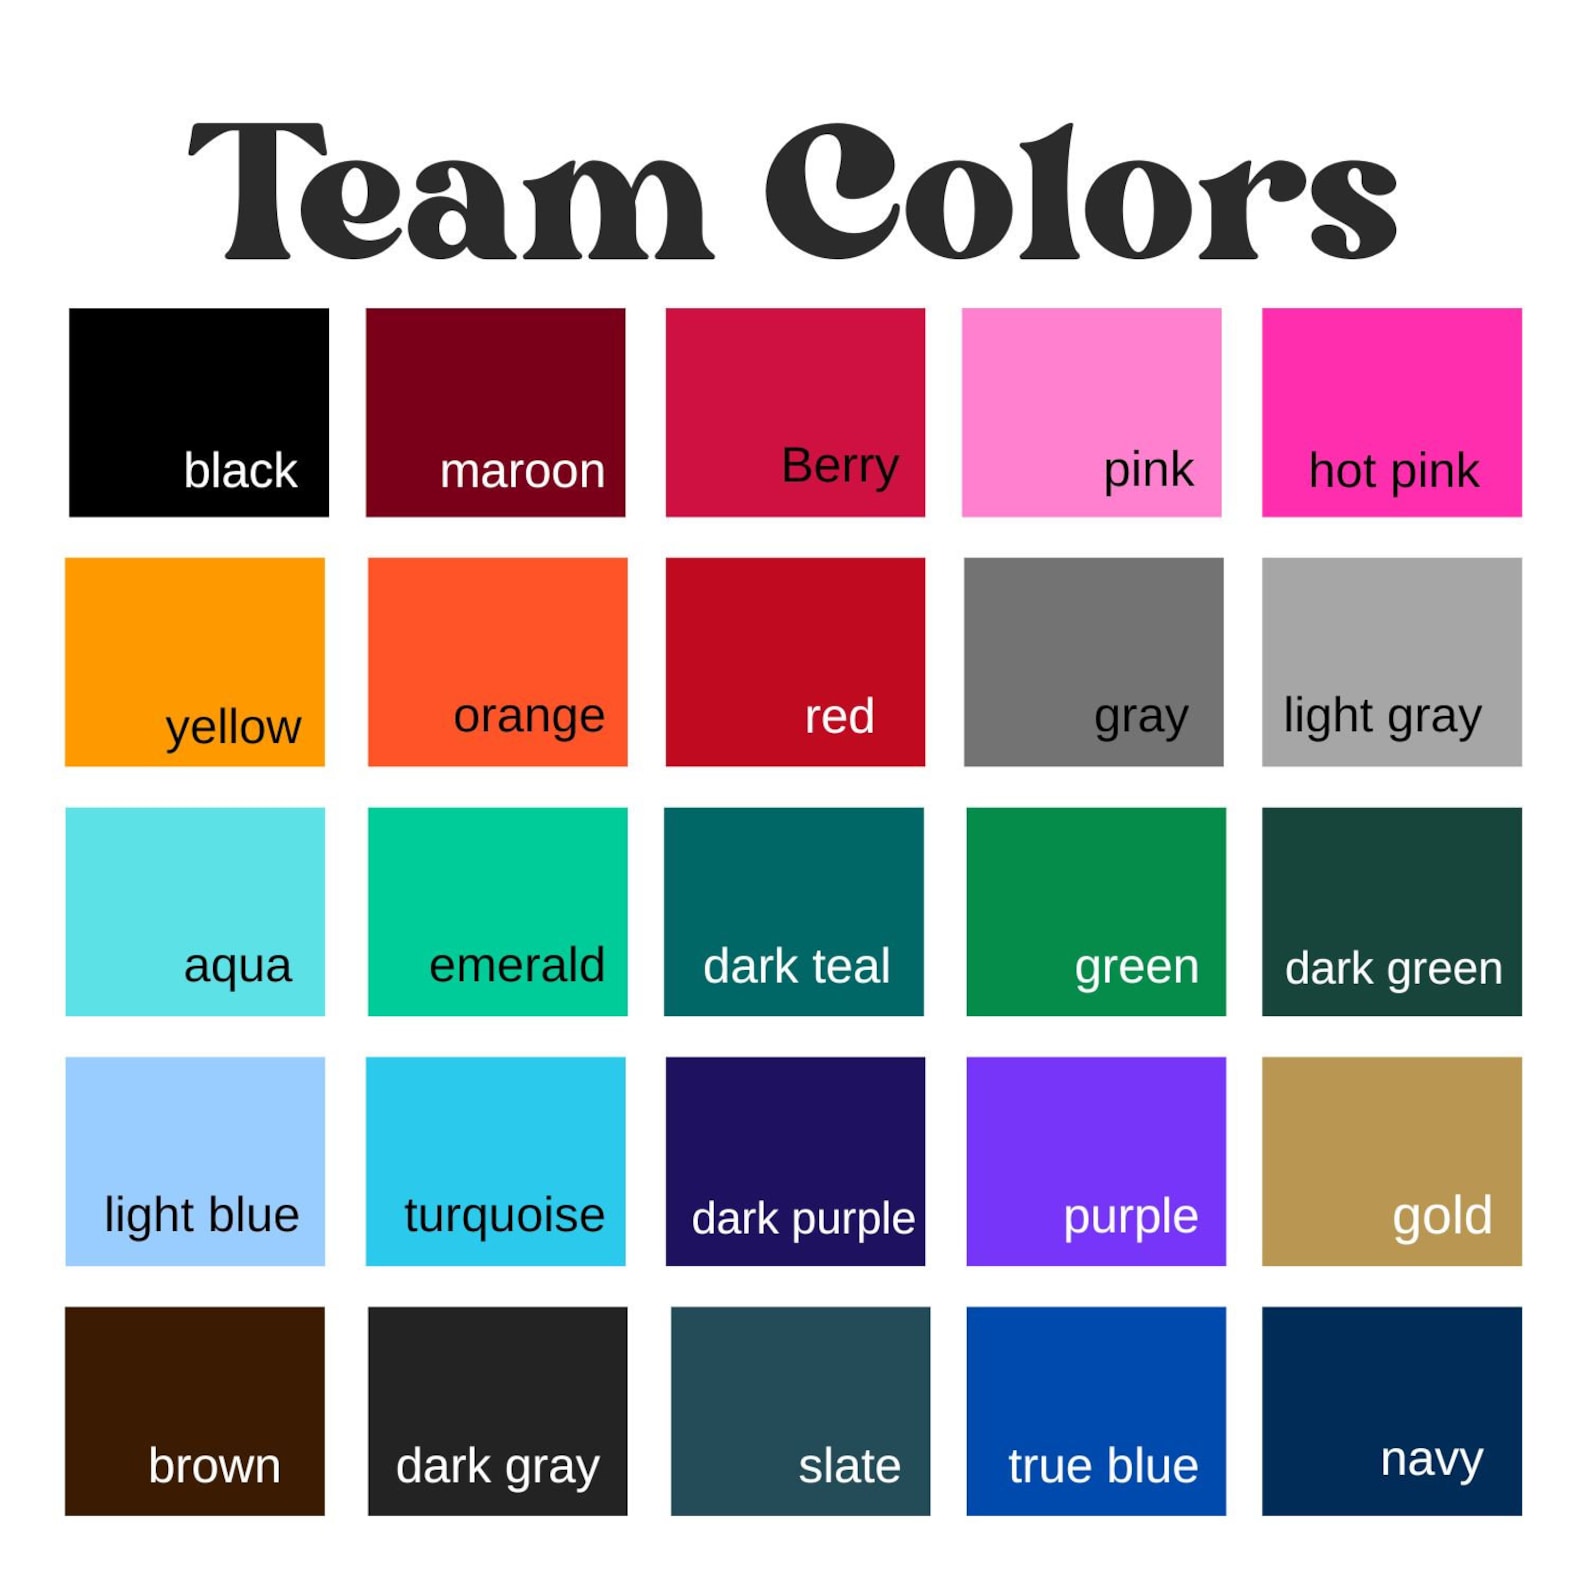 Team Colors
black
maroon
Berry
pink
hot pink
yellow
orange
red
gray
light gray
aqua
emerald
dark teal
green
dark green
light blue
turquoise
dark purple
purple
gold
brown
dark gray
slate
true blue
navy